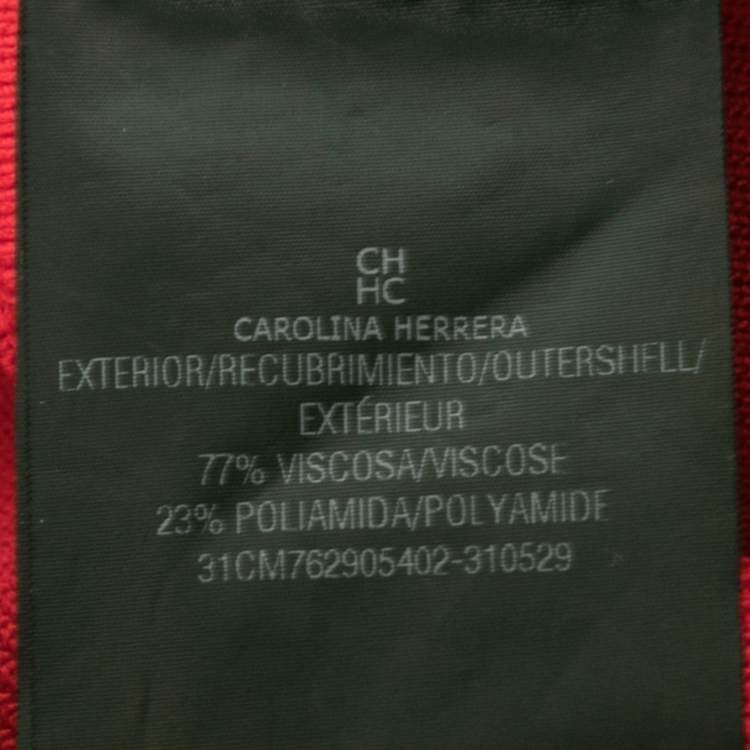 CH
HC
CAROLINA HERRERA
EXTERIOR/RECUBRIMIENTO/OUTERSHELL/
EXTÉRIEUR
77% VISCOSA/VISCOSE
23% POLIAMIDA/POLYAMIDE
31CM762905402-310529